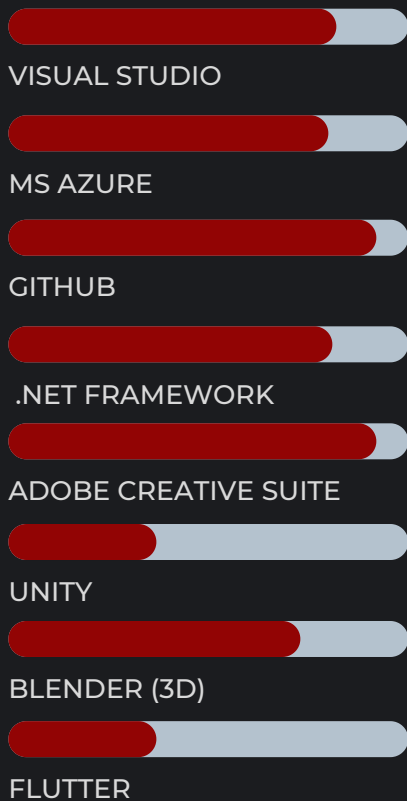 VISUAL STUDIO
MS AZURE
GITHUB
.NET FRAMEWORK
ADOBE CREATIVE SUITE
UNITY
BLENDER (3D)
FLUTTER